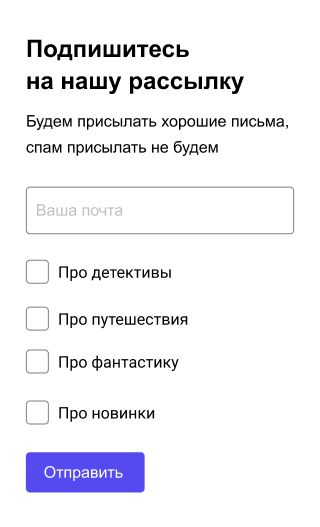 Подпишитесь
на нашу рассылку
Будем присылать хорошие письма,
спам присылать не будем
Ваша почта
Про детективы
Про путешествия
Про фантастику
Про новинки
Отправить